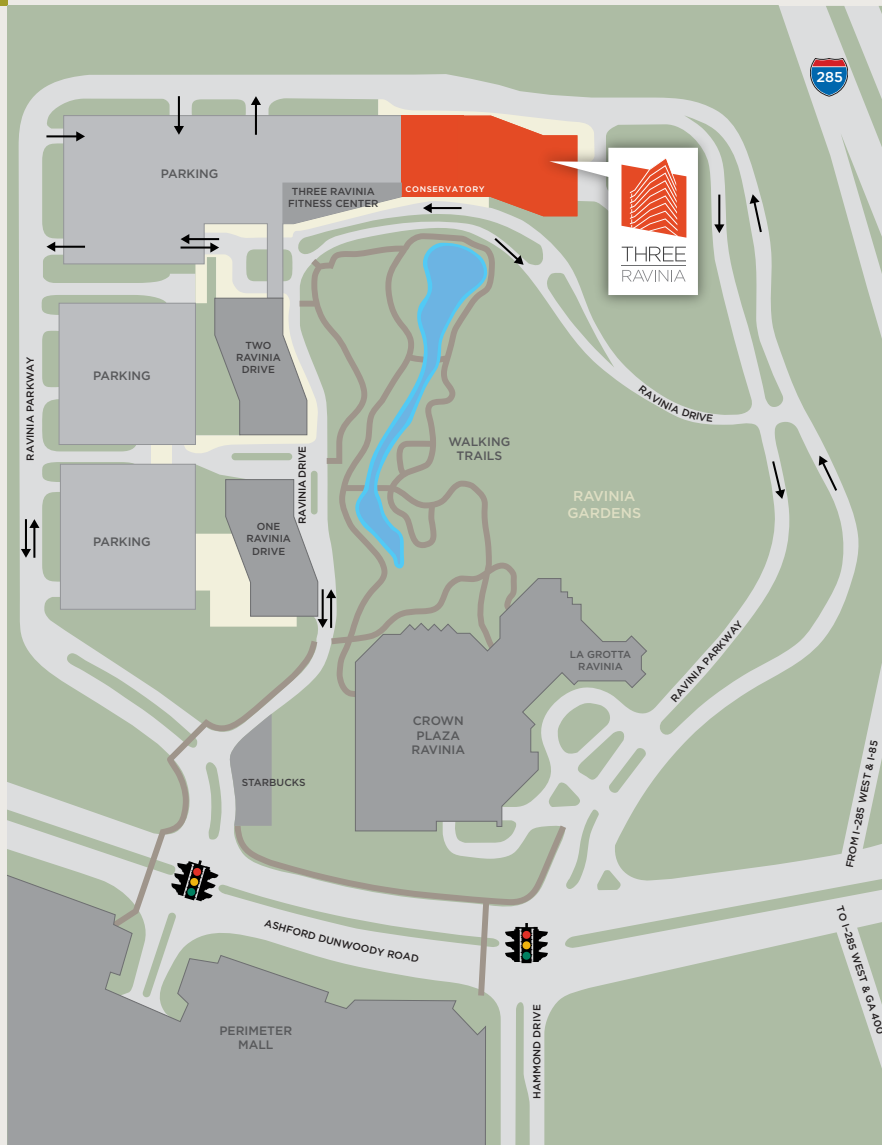 285
PARKING
THREE RAVINIA
FITNESS CENTER
CONSERVATORY
THREE
RAVINIA
TWO
RAVINIA
DRIVE
PARKING
RAVINIA PARKWAY
RAVINIA DRIVE
WALKING
TRAILS
RAVINIA DRIVE
RAVINIA
GARDENS
PARKING
ONE
RAVINIA
DRIVE
LA GROTTA
RAVINIA
RAVINIA PARKWAY
CROWN
PLAZA
RAVINIA
STARBUCKS
FROM I-285 WEST & I-85
ASHFORD DUNWOODY ROAD
TO I-285 WEST & GA 400
PERIMETER
MALL
HAMMOND DRIVE